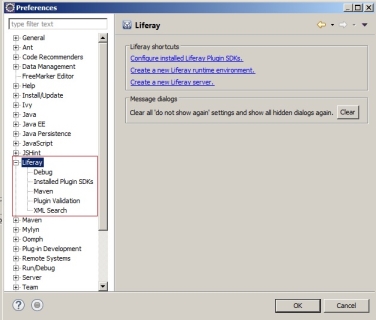 Preferences
type filter text
Liferay
General
Ant
Code Recommenders
Data Management
FreeMarker Editor
Help
Install/Update
Ivy
Java
Java EE
Java Persistence
JavaScript
JSHint
Liferay
Debug
Installed Plugin SDKs
Maven
Plugin Validation
XML Search
Maven
Mylyn
Oomph
Plug-in Development
Remote Systems
Run/Debug
Server
Team
Liferay shortcuts
Configure installed Liferay Plugin SDKs.
Create a new Liferay runtime environment.
Create a new Liferay server.
Message dialogs
Clear all 'do not show again' settings and show all hidden dialogs again. Clear
OK Cancel